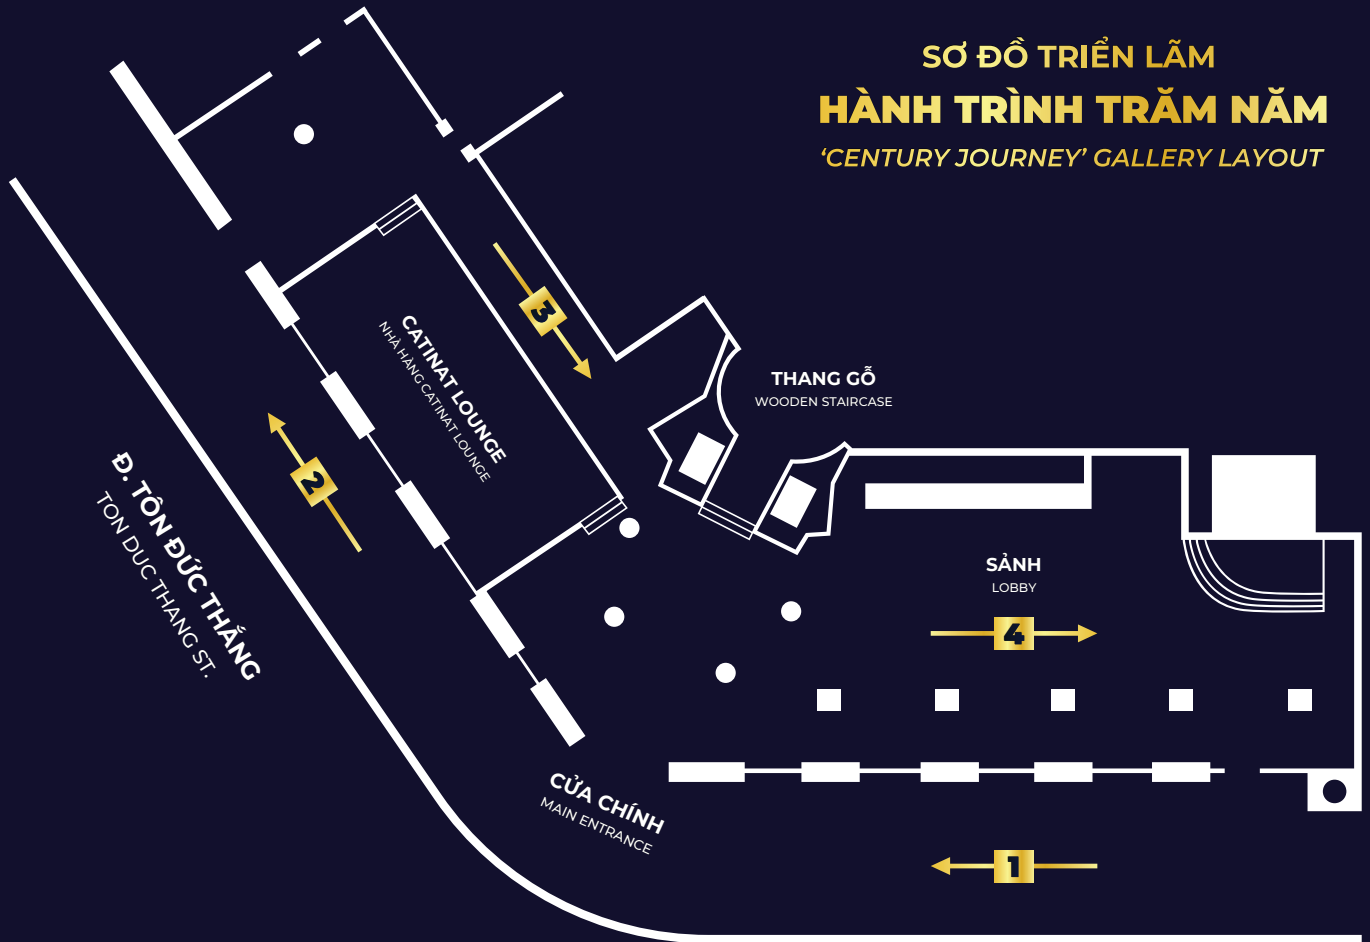 SƠ ĐỒ TRIỂN LÃM
HÀNH TRÌNH TRĂM NĂM
‘CENTURY JOURNEY’ GALLERY LAYOUT
3
CATINAT LOUNGE
NHÀ HÀNG CATINAT LOUNGE
THANG GỖ
WOODEN STAIRCASE
2
Đ. TÔN ĐỨC THẮNG
TON DUC THANG ST.
SẢNH
LOBBY
4
CỬA CHÍNH
MAIN ENTRANCE
1